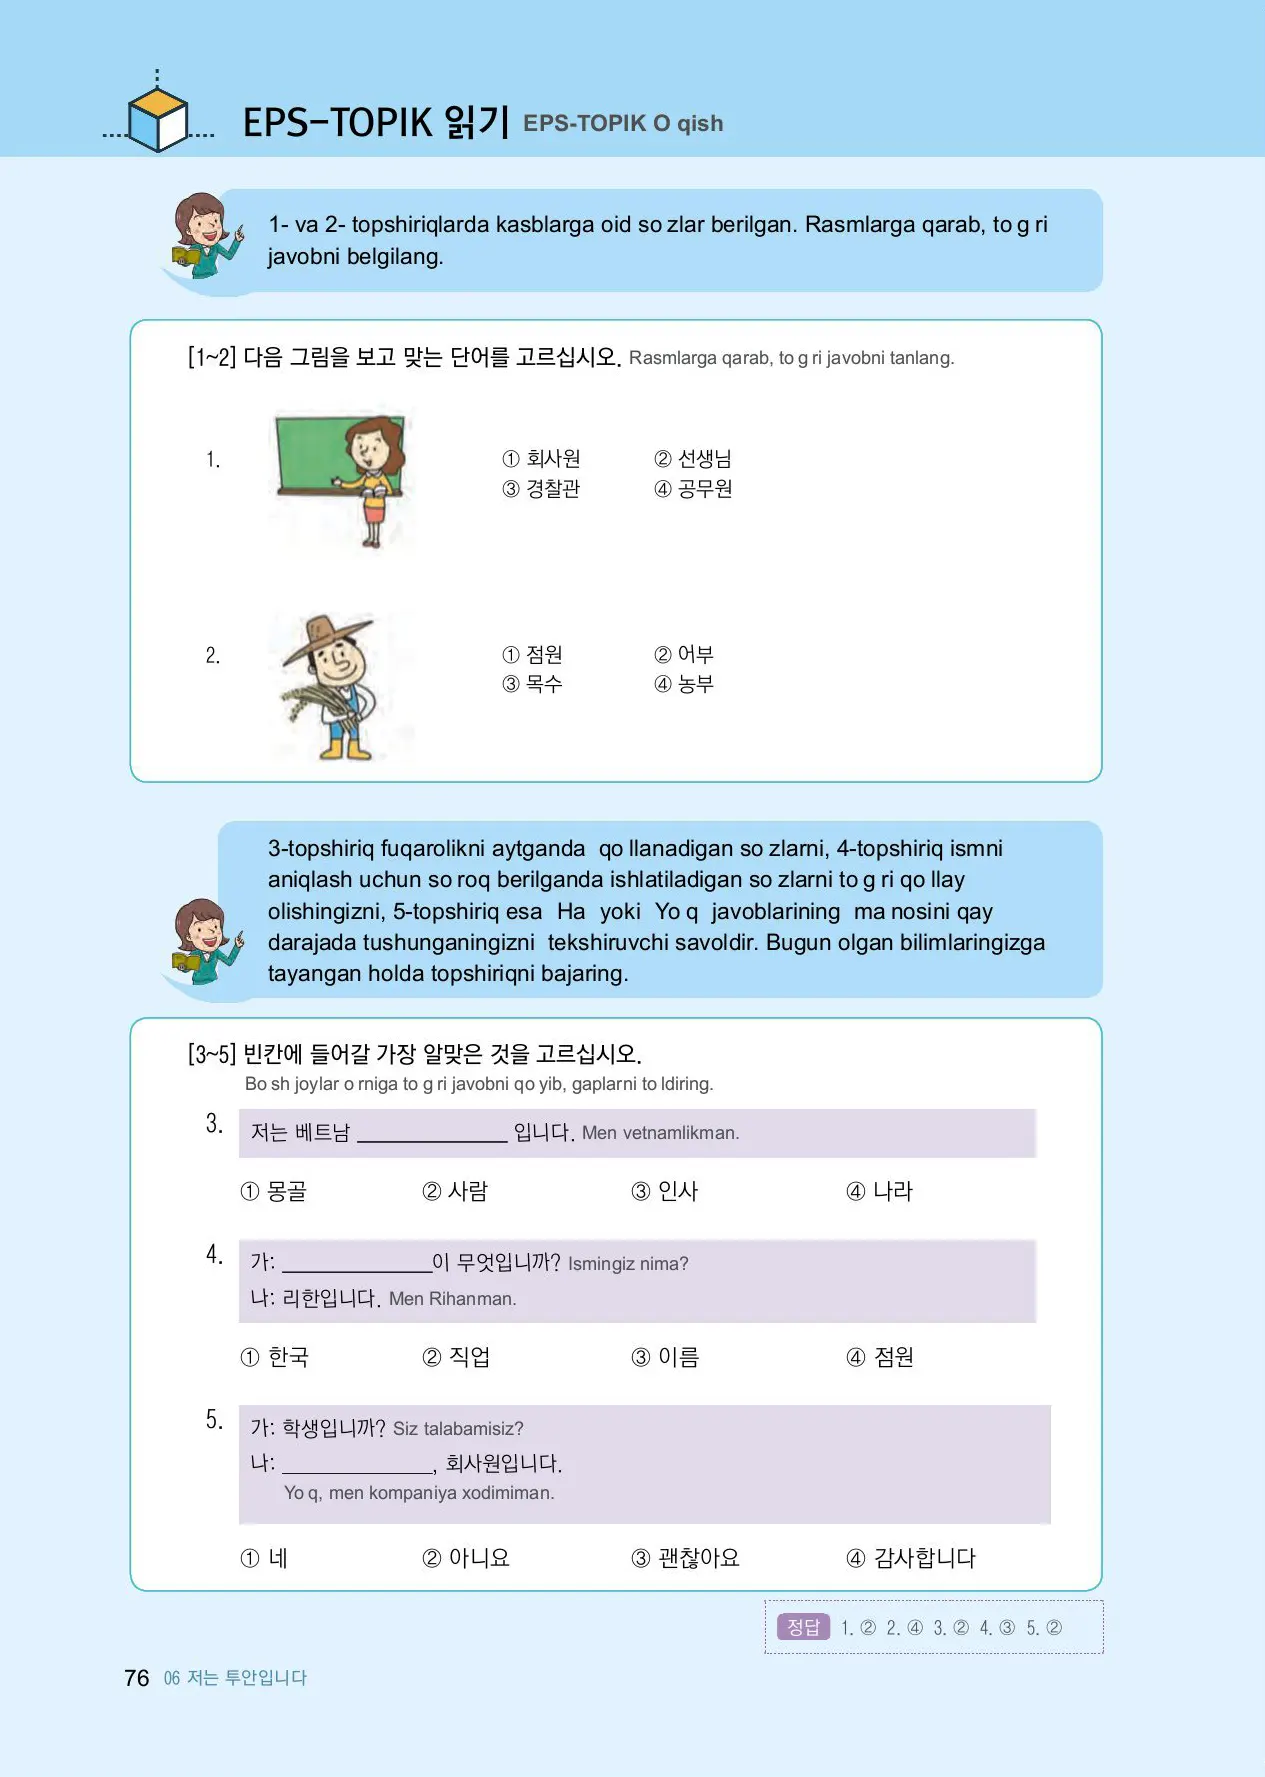 EPS-TOPIK 읽기 EPS-TOPIK O qish
1- va 2- topshiriqlarda kasblarga oid so zlar berilgan. Rasmlarga qarab, to g ri
javobni belgilang.
[1~2] 다음 그림을 보고 맞는 단어를 고르십시오. Rasmlarga qarab, to g ri javobni tanlang.
1. ① 회사원 ② 선생님
③ 경찰관 ④ 공무원
2. ① 점원 ② 어부
③ 목수 ④ 농부
3-topshiriq fuqarolikni aytganda qo llanadigan so zlarni, 4-topshiriq ismni
aniqlash uchun so roq berilganda ishlatiladigan so zlarni to g ri qo llay
olishingizni, 5-topshiriq esa Ha yoki Yo q javoblarining ma nosini qay
darajada tushunganingizni tekshiruvchi savoldir. Bugun olgan bilimlaringizga
tayangan holda topshiriqni bajaring.
[3~5] 빈칸에 들어갈 가장 알맞은 것을 고르십시오.
Bo sh joylar o rniga to g ri javobni qo yib, gaplarni to ldiring.
3. 저는 베트남 ______________ 입니다. Men vetnamlikman.
① 몽골 ② 사람 ③ 인사 ④ 나라
4. 가: ______________이 무엇입니까? Ismingiz nima?
나: 리한입니다. Men Rihanman.
① 한국 ② 직업 ③ 이름 ④ 점원
5. 가: 학생입니까? Siz talabamisiz?
나: ______________, 회사원입니다.
Yo q, men kompaniya xodimiman.
① 네 ② 아니요 ③ 괜찮아요 ④ 감사합니다
정답 1. ② 2. ④ 3. ② 4. ③ 5. ②
76 06 저는 투안입니다